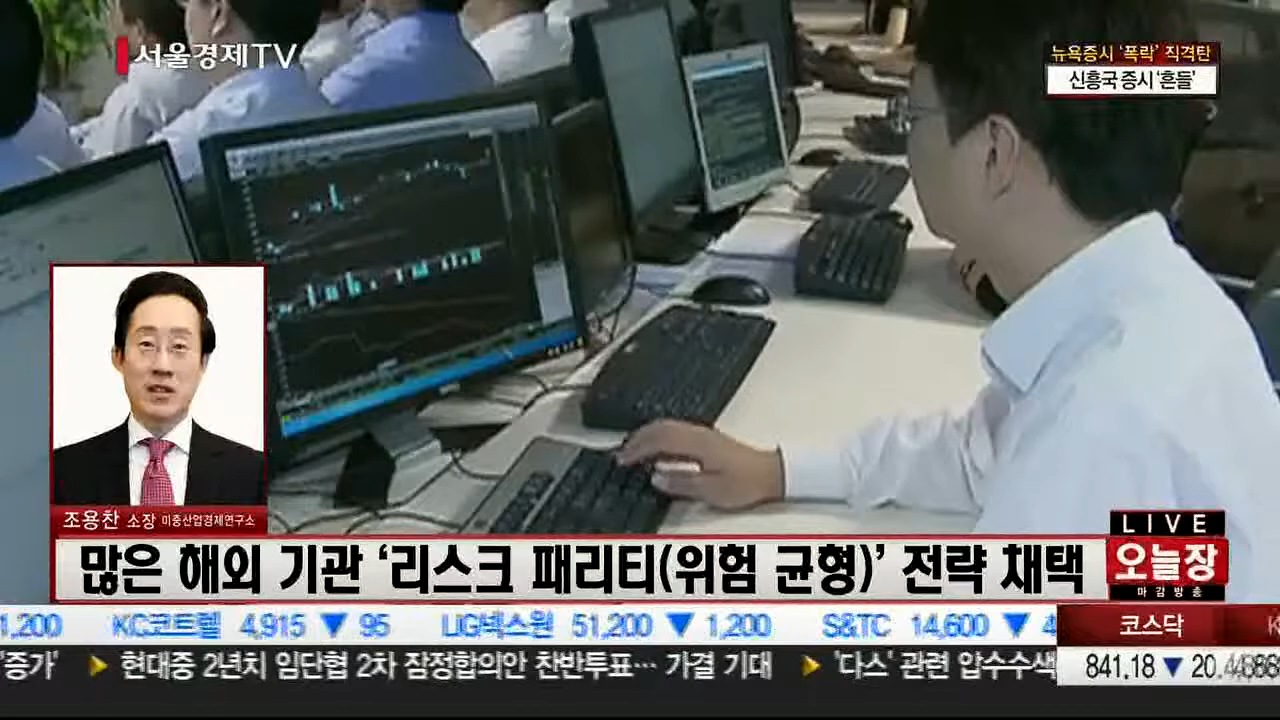 서울경제TV
뉴욕증시 '폭락' 직격탄
신흥국 증시 '흔들'
조용찬 소장 미중산업경제연구소
많은 해외 기관 '리스크 패리티(위험 균형)' 전략 채택
LIVE
오늘장
마감방송
1,200 KC코트렐 4,915 ▼ 95 LIG넥스원 51,200 ▼ 1,200 S&TC 14,600 ▼ 4
코스닥
'증가' ▶ 현대중 2년치 임단협 2차 잠정합의안 찬반투표… 가결 기대 ▶ '다스' 관련 압수수색
841.18 ▼ 20.4